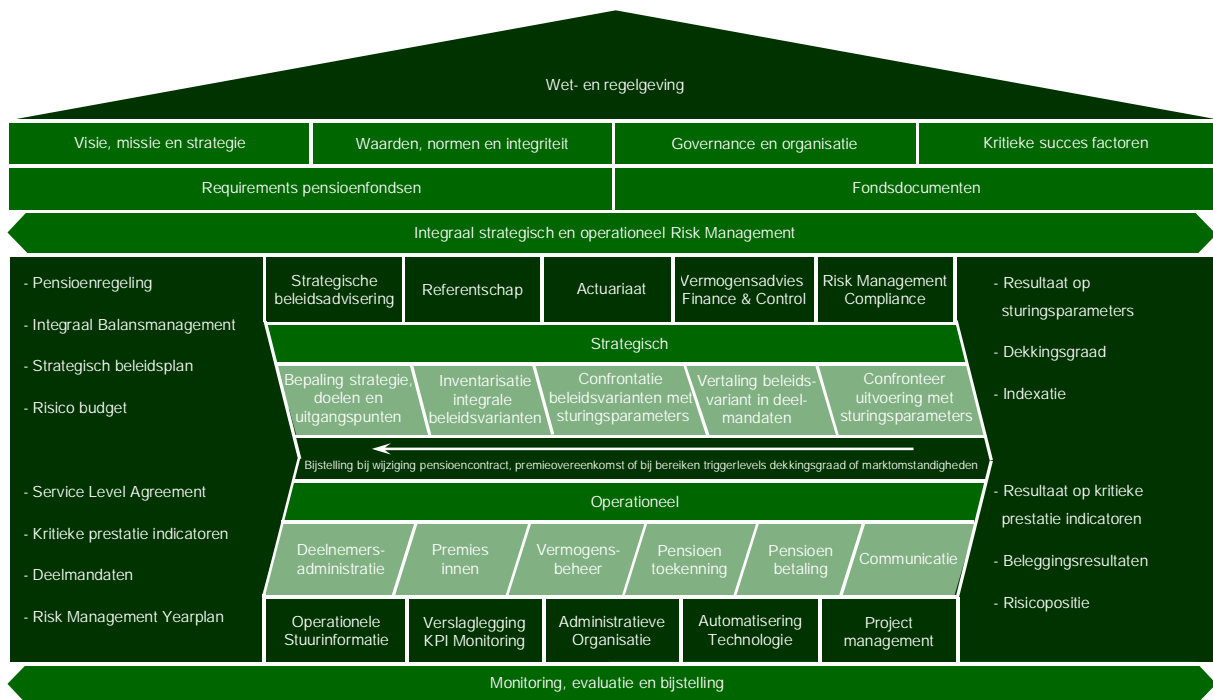 Wet- en regelgeving
Visie, missie en strategie
Waarden, normen en integriteit
Governance en organisatie
Kritieke succes factoren
Requirements pensioenfondsen
Fondsdocumenten
Integraal strategisch en operationeel Risk Management
- Pensioenregeling
- Integraal Balansmanagement
- Strategisch beleidsplan
- Risico budget
- Service Level Agreement
- Kritieke prestatie indicatoren
- Deelmandaten
- Risk Management Yearplan
Strategische
beleidsadvisering
Referentschap
Actuariaat
Vermogensadvies
Finance & Control
Risk Management
Compliance
Strategisch
Bepaling strategie,
doelen en
uitgangspunten
Inventarisatie
integrale
beleidsvarianten
Confrontatie
beleidsvarianten met
sturingsparameters
Vertaling beleids-
variant in deel-
mandaten
Confronteer
uitvoering met
sturingsparameters
Bijstelling bij wijziging pensioencontract, premieovereenkomst of bij bereiken triggerlevels dekkingsgraad of marktomstandigheden
Operationeel
Deelnemers-
administratie
Premies
innen
Vermogens-
beheer
Pensioen
toekenning
Pensioen
betaling
Communicatie
Operationele
Stuurinformatie
Verslaglegging
KPI Monitoring
Administratieve
Organisatie
Automatisering
Technologie
Project
management
- Resultaat op
sturingsparameters
- Dekkingsgraad
- Indexatie
- Resultaat op kritieke
prestatie indicatoren
- Beleggingsresultaten
- Risicopositie
Monitoring, evaluatie en bijstelling